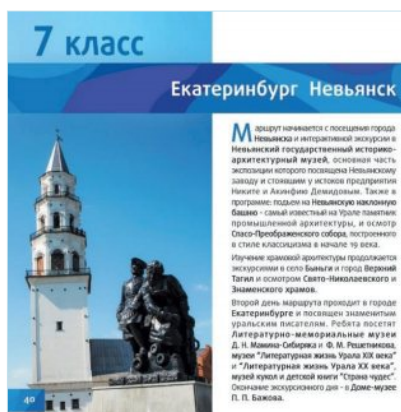 7 класс
Екатеринбург Невьянск
Маршрут начинается с посещения города
Невьянска и интерактивной экскурсии в
Невьянский государственный историко-
архитектурный музей, основная часть
экспозиции которого посвящена Невьянскому
заводу и стоявшим у истоков предприятия
Никите и Акинфию Демидовым. Также в
программе: подъем на Невьянскую наклонную
башню - самый известный на Урале памятник
промышленной архитектуры, и осмотр
Спасо-Преображенского собора, построенного
в стиле классицизма в начале 19 века.
Изучение храмовой архитектуры продолжается
экскурсиями в село Быньги и город Верхний
Тагил и осмотром Свято-Николаевского и
Знаменского храмов.
Второй день маршрута проходит в городе
Екатеринбурге и посвящен знаменитым
уральским писателям. Ребята посетят
Литературно-мемориальные музеи
Д. Н. Мамина-Сибиряка и Ф. М. Решетникова,
музеи "Литературная жизнь Урала XIX века"
и "Литературная жизнь Урала XX века",
музей кукол и детской книги "Страна чудес".
Окончание экскурсионного дня - в Доме-музее
П. П. Бажова.
40